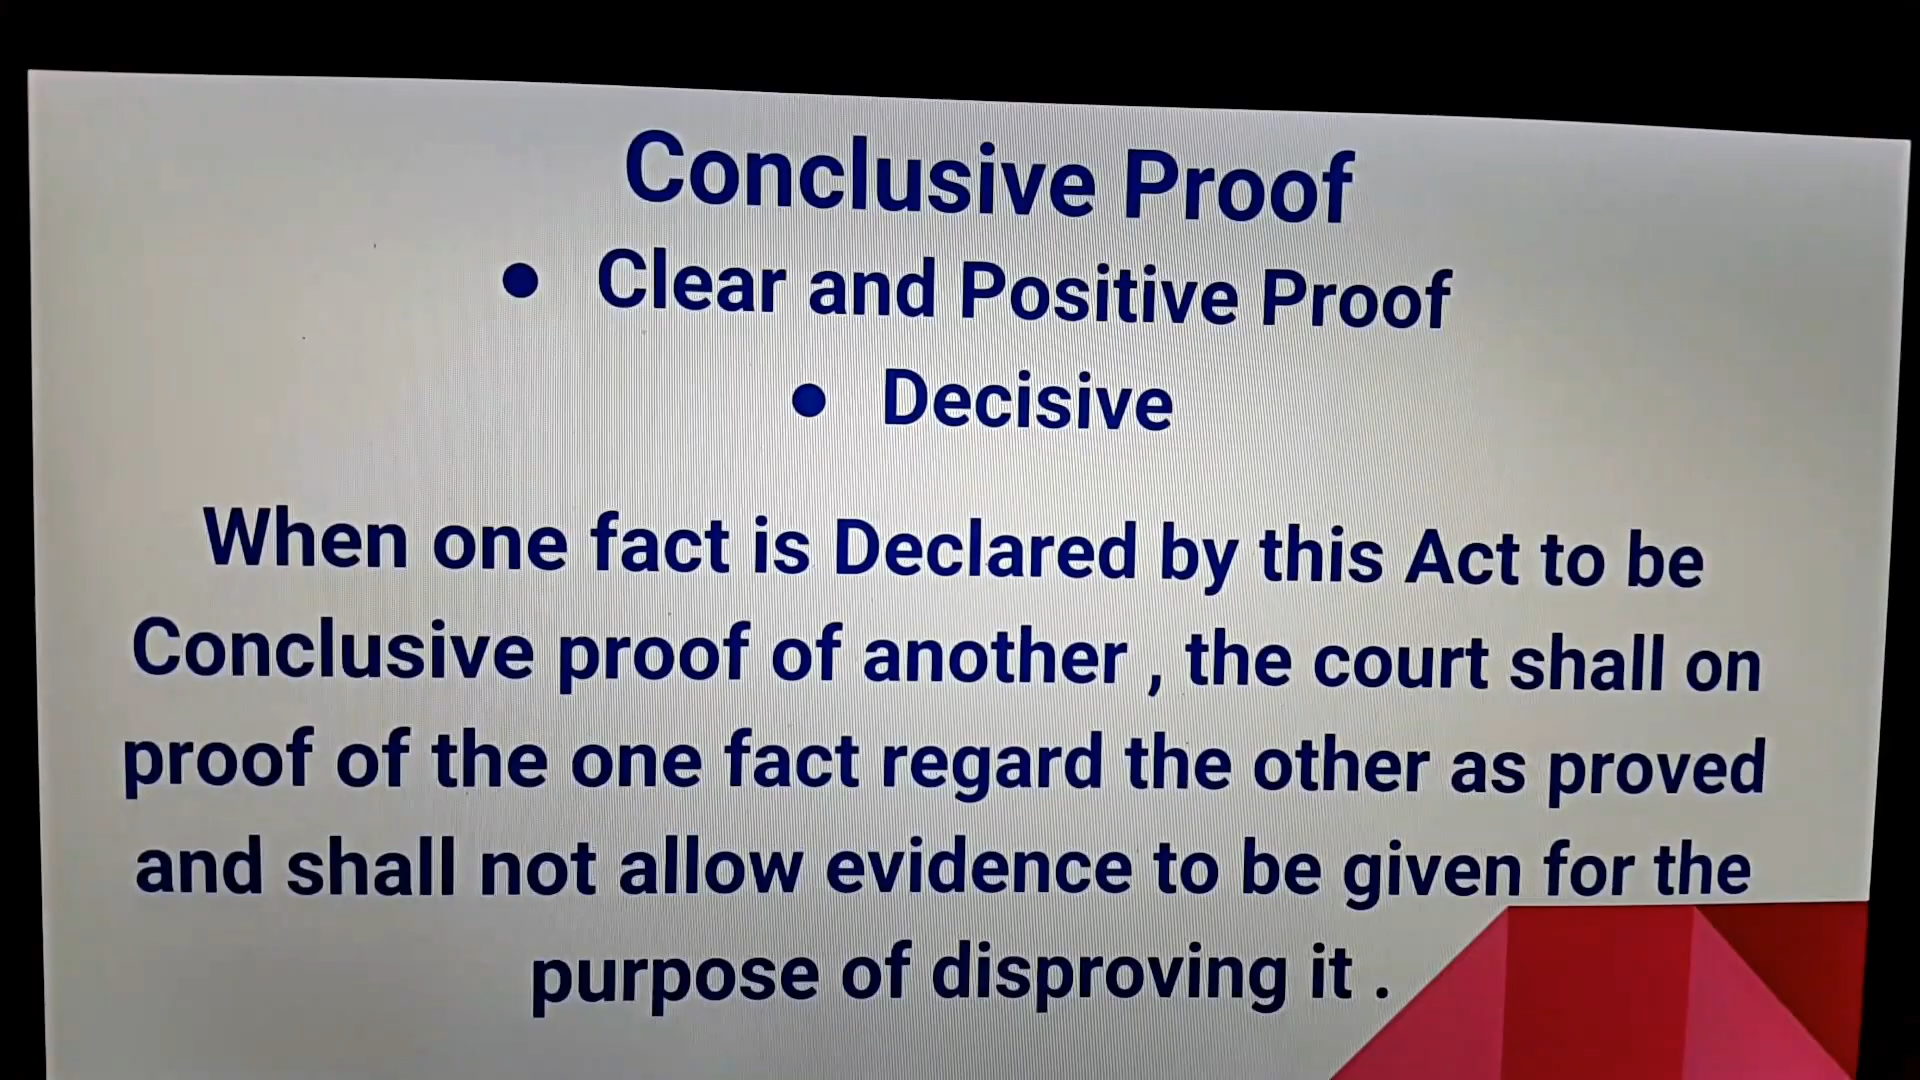 Conclusive Proof
● Clear and Positive Proof
● Decisive
When one fact is Declared by this Act to be
Conclusive proof of another , the court shall on
proof of the one fact regard the other as proved
and shall not allow evidence to be given for the
purpose of disproving it .